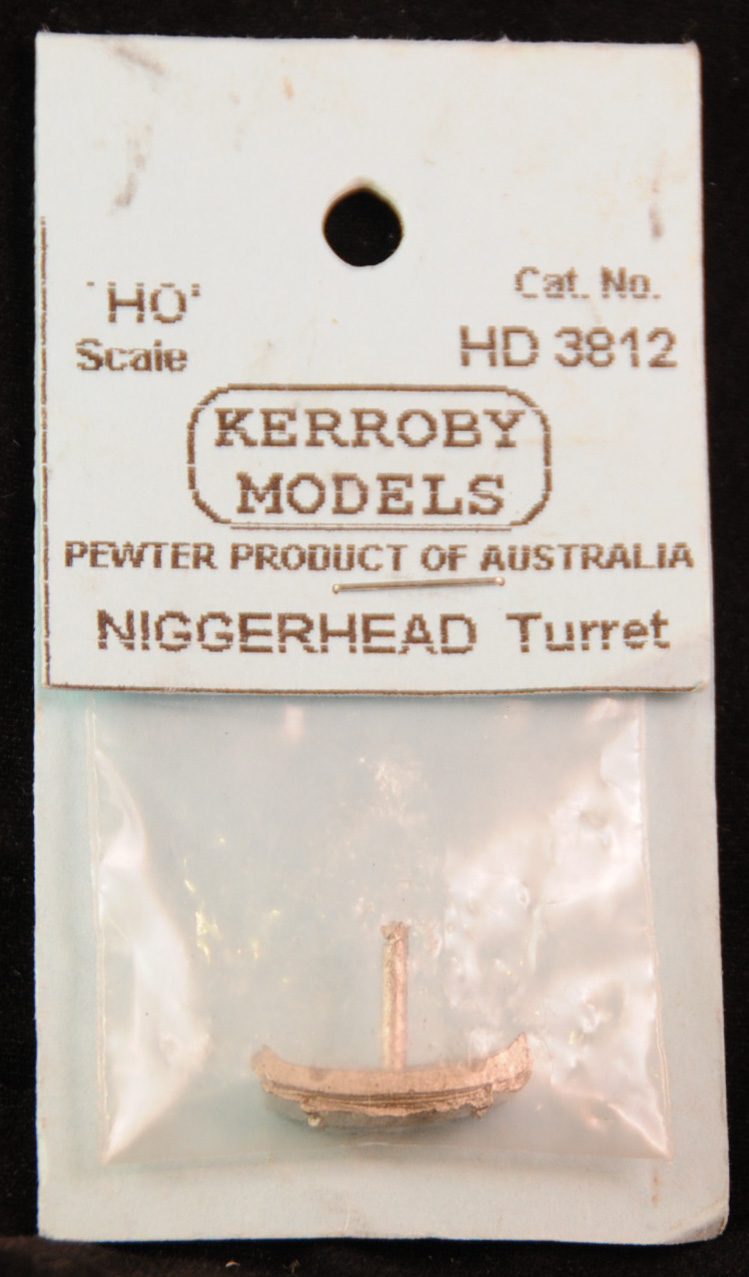 'HO'
Scale
Cat. No.
HD 3812
KERROBY
MODELS
PEWTER PRODUCT OF AUSTRALIA
NIGGERHEAD Turret